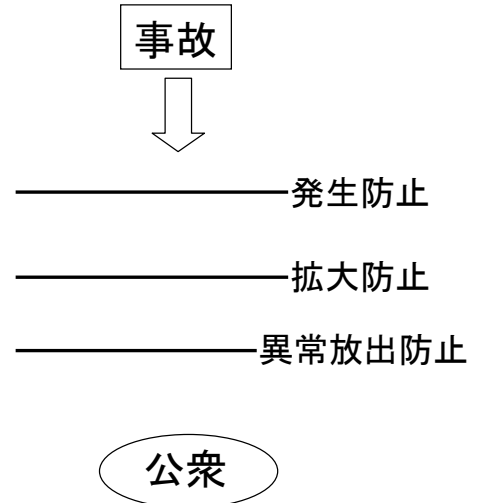 事故
発生防止
拡大防止
異常放出防止
公衆